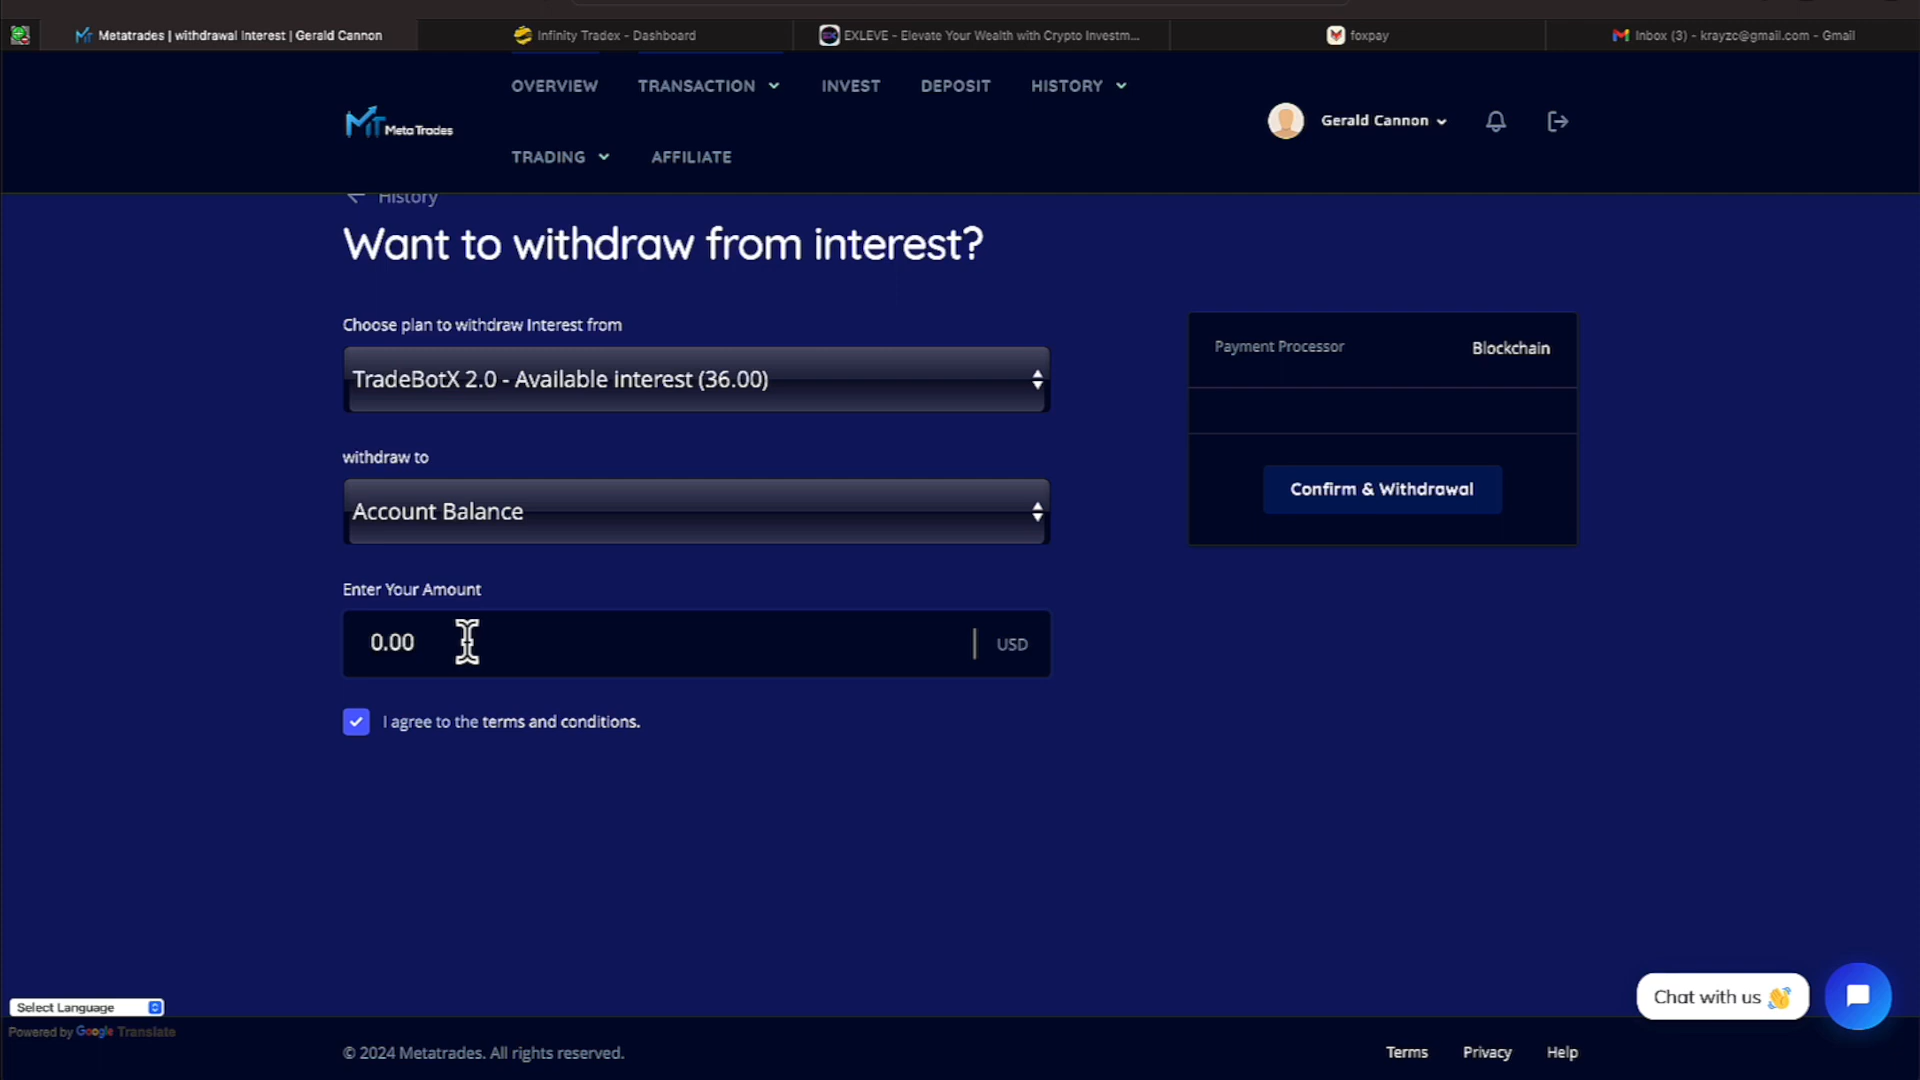 Metatrades | withdrawal Interest | Gerald Cannon
Infinity Tradex - Dashboard
EXLEVE - Elevate Your Wealth with Crypto Investm...
foxpay
Inbox (3) - krayzc@gmail.com - Gmail
OVERVIEW TRANSACTION INVEST DEPOSIT HISTORY
MetaTrades
Gerald Cannon
TRADING AFFILIATE
History
Want to withdraw from interest?
Choose plan to withdraw Interest from
TradeBotX 2.0 - Available interest (36.00)
Payment Processor Blockchain
withdraw to
Account Balance
Confirm & Withdrawal
Enter Your Amount
0.00 USD
I agree to the terms and conditions.
Chat with us 👋
Select Language
Powered by Google Translate
© 2024 Metatrades. All rights reserved.
Terms Privacy Help